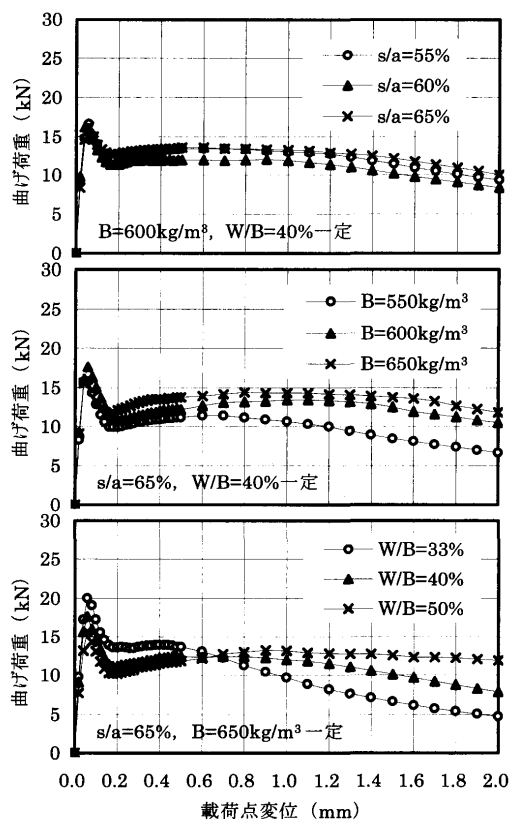 30
25
20
15
10
5
0
曲げ荷重（kN）
s/a=55%
s/a=60%
s/a=65%
B=600kg/m³, W/B=40%一定
30
25
20
15
10
5
0
曲げ荷重（kN）
B=550kg/m³
B=600kg/m³
B=650kg/m³
s/a=65%, W/B=40%一定
30
25
20
15
10
5
0
曲げ荷重（kN）
W/B=33%
W/B=40%
W/B=50%
s/a=65%, B=650kg/m³一定
0.0 0.2 0.4 0.6 0.8 1.0 1.2 1.4 1.6 1.8 2.0
載荷点変位（mm）